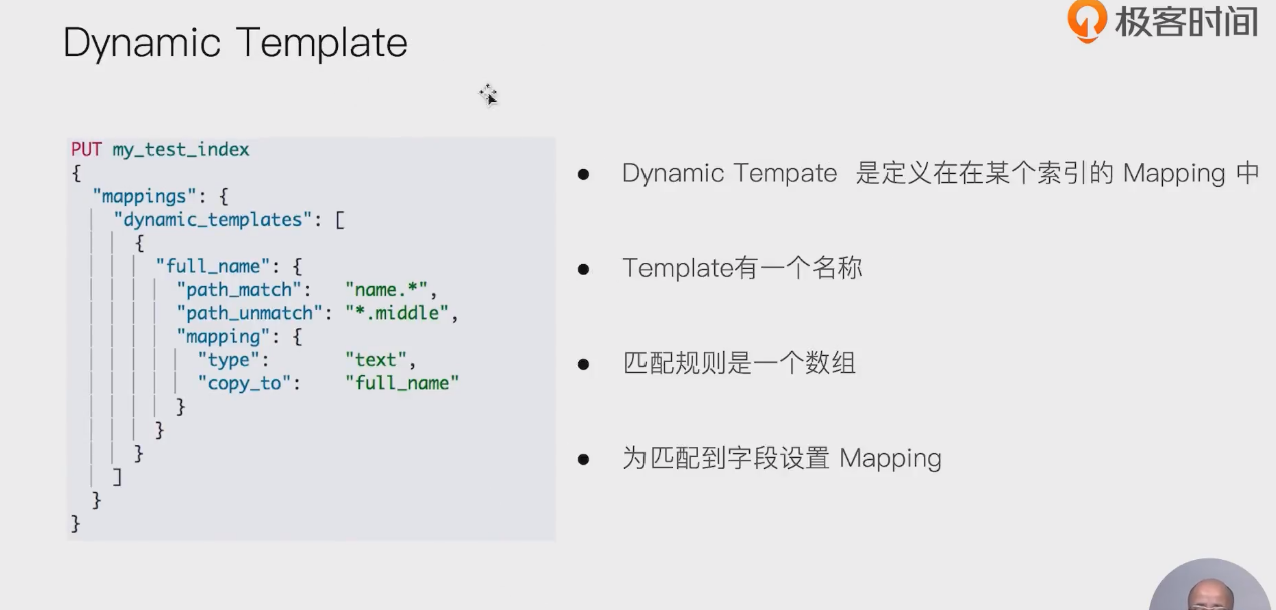 极客时间
Dynamic Template
PUT my_test_index
{
  "mappings": {
    "dynamic_templates": [
      {
        "full_name": {
          "path_match":   "name.*",
          "path_unmatch": "*.middle",
          "mapping": {
            "type":       "text",
            "copy_to":    "full_name"
          }
        }
      }
    ]
  }
}
● Dynamic Tempate 是定义在在某个索引的 Mapping 中
● Template有一个名称
● 匹配规则是一个数组
● 为匹配到字段设置 Mapping